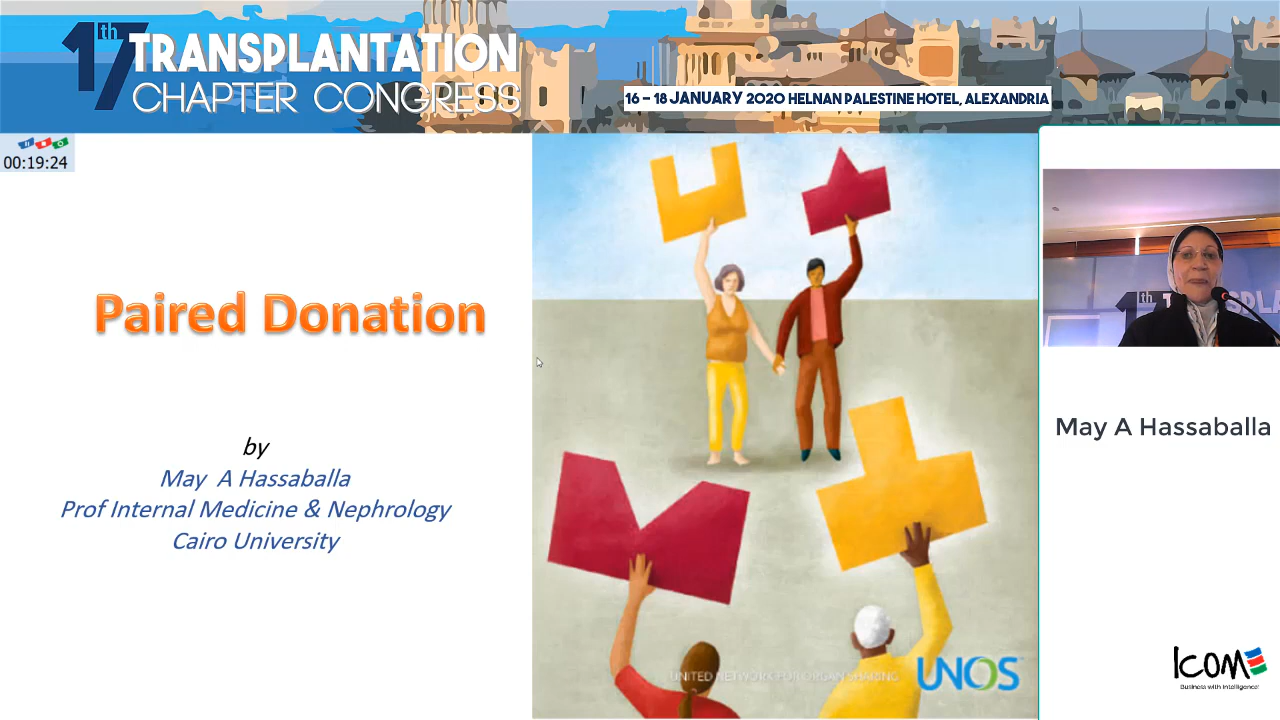 17th TRANSPLANTATION
CHAPTER CONGRESS
16 – 18 JANUARY 2020 HELNAN PALESTINE HOTEL, ALEXANDRIA
00:19:24
Paired Donation
by
May A Hassaballa
Prof Internal Medicine & Nephrology
Cairo University
UNITED NETWORK FOR ORGAN SHARING
UNOS
17th TRANSPLA
May A Hassaballa
ICOM
Business with Intelligence!